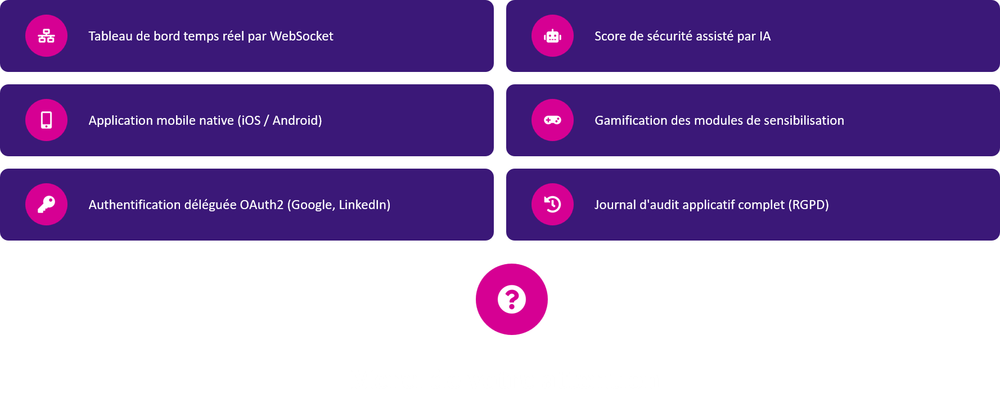 Tableau de bord temps réel par WebSocket
Score de sécurité assisté par IA
Application mobile native (iOS / Android)
Gamification des modules de sensibilisation
Authentification déléguée OAuth2 (Google, LinkedIn)
Journal d'audit applicatif complet (RGPD)
?